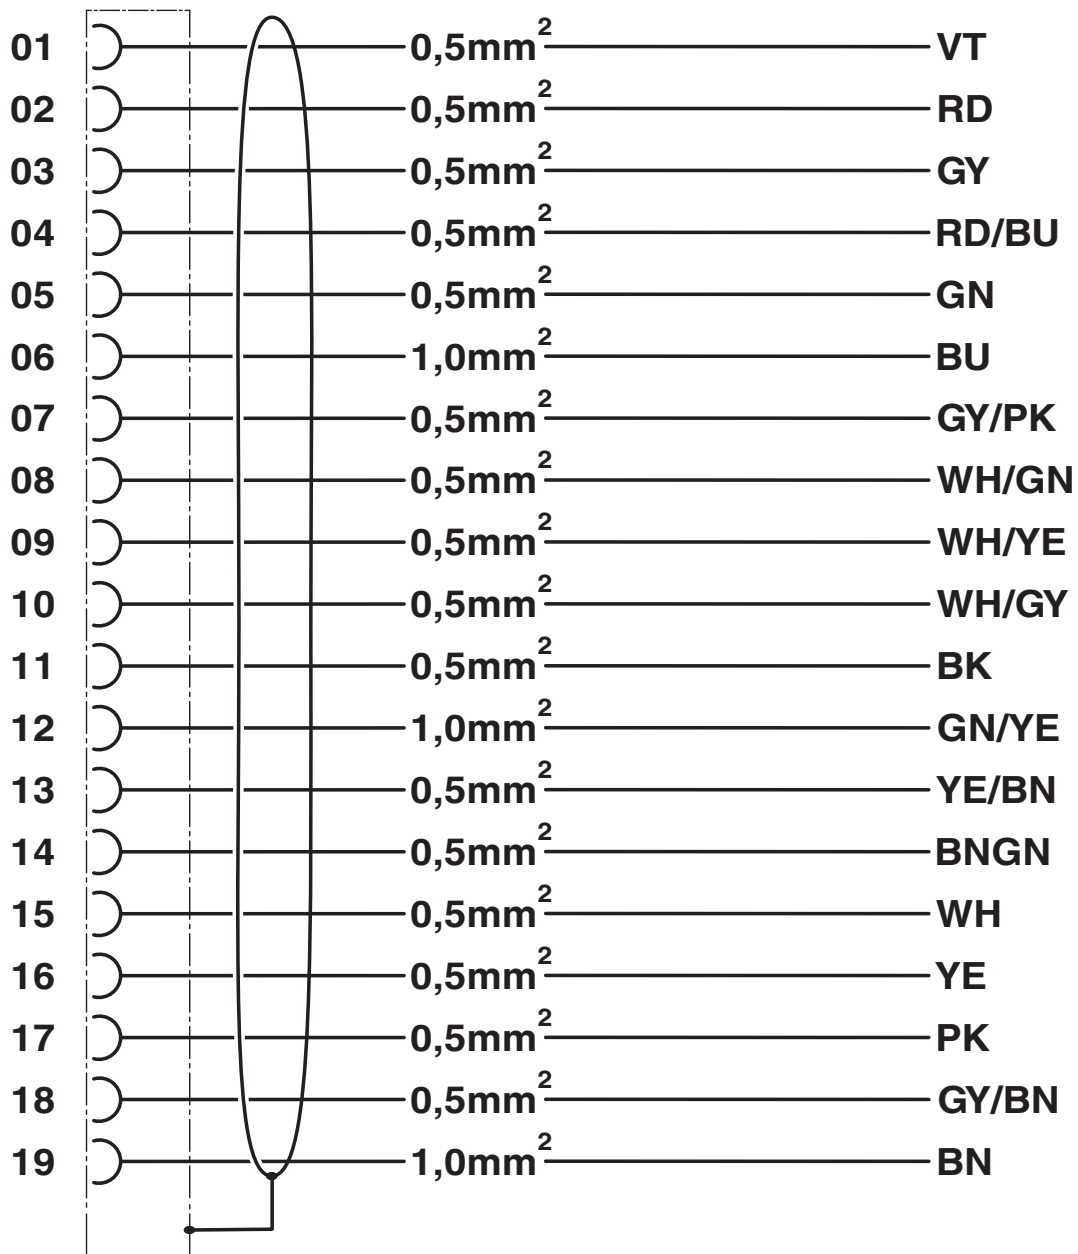 01 0,5mm² VT
02 0,5mm² RD
03 0,5mm² GY
04 0,5mm² RD/BU
05 0,5mm² GN
06 1,0mm² BU
07 0,5mm² GY/PK
08 0,5mm² WH/GN
09 0,5mm² WH/YE
10 0,5mm² WH/GY
11 0,5mm² BK
12 1,0mm² GN/YE
13 0,5mm² YE/BN
14 0,5mm² BNGN
15 0,5mm² WH
16 0,5mm² YE
17 0,5mm² PK
18 0,5mm² GY/BN
19 1,0mm² BN